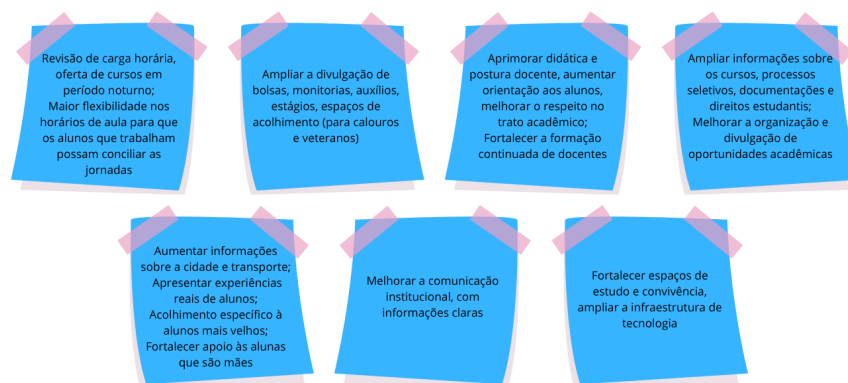 Revisão de carga horária,
oferta de cursos em
período noturno;
Maior flexibilidade nos
horários de aula para que
os alunos que trabalham
possam conciliar as
jornadas
Ampliar a divulgação de
bolsas, monitorias, auxílios,
estágios, espaços de
acolhimento (para calouros
e veteranos)
Aprimorar didática e
postura docente, aumentar
orientação aos alunos,
melhorar o respeito no
trato acadêmico;
Fortalecer a formação
continuada de docentes
Ampliar informações sobre
os cursos, processos
seletivos, documentações e
direitos estudantis;
Melhorar a organização e
divulgação de
oportunidades acadêmicas
Aumentar informações
sobre a cidade e transporte;
Apresentar experiências
reais de alunos;
Acolhimento específico à
alunos mais velhos;
Fortalecer apoio às alunas
que são mães
Melhorar a comunicação
institucional, com
informações claras
Fortalecer espaços de
estudo e convivência,
ampliar a infraestrutura de
tecnologia